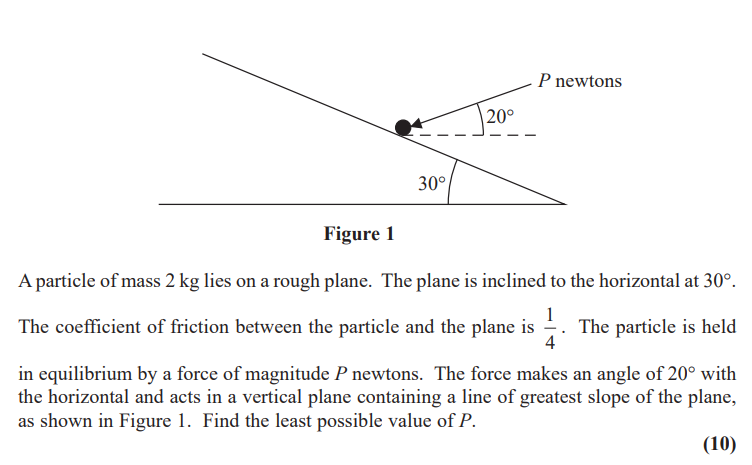 P newtons
20°
30°
Figure 1
A particle of mass 2 kg lies on a rough plane. The plane is inclined to the horizontal at 30°.
The coefficient of friction between the particle and the plane is 1/4. The particle is held
in equilibrium by a force of magnitude P newtons. The force makes an angle of 20° with
the horizontal and acts in a vertical plane containing a line of greatest slope of the plane,
as shown in Figure 1. Find the least possible value of P.
(10)